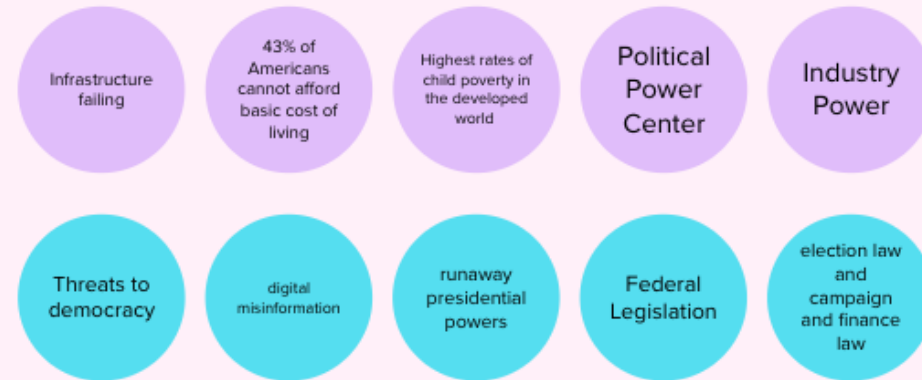 Infrastructure
failing
43% of
Americans
cannot afford
basic cost of
living
Highest rates of
child poverty in
the developed
world
Political
Power
Center
Industry
Power
Threats to
democracy
digital
misinformation
runaway
presidential
powers
Federal
Legislation
election law
and
campaign
and finance
law